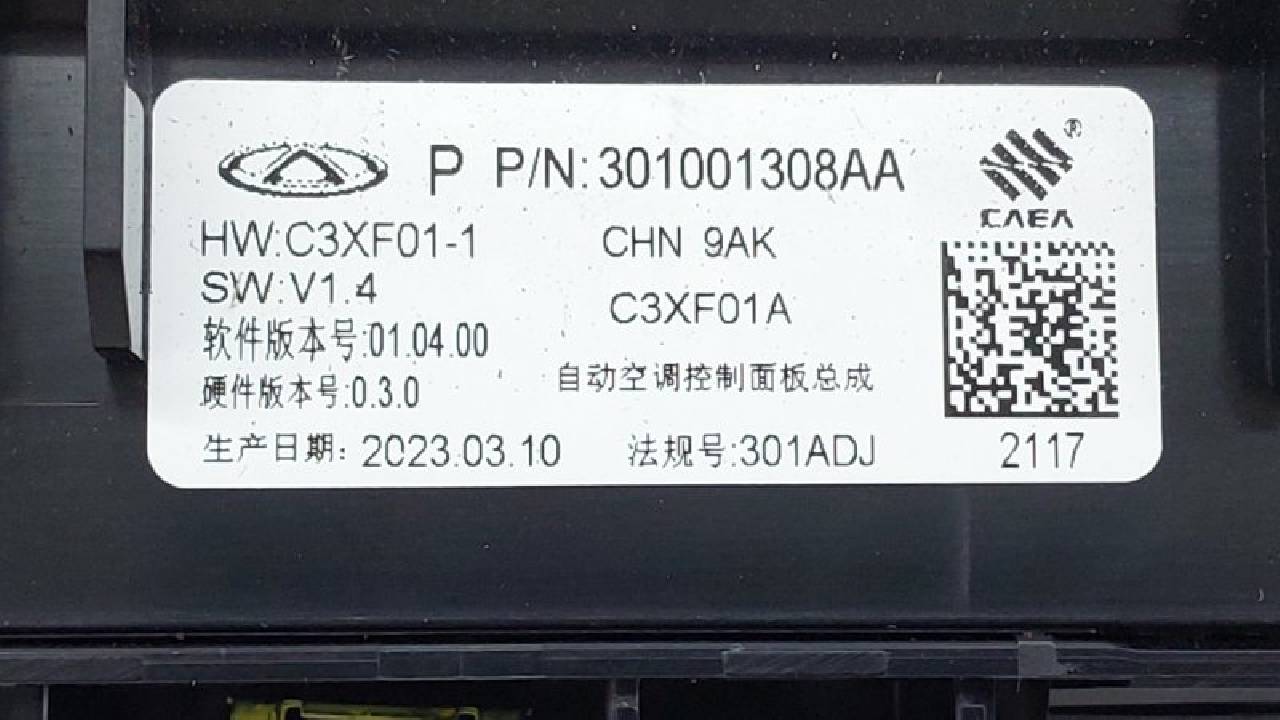 P P/N:301001308AA
®
CAEA
HW:C3XF01-1
CHN 9AK
SW:V1.4
C3XF01A
软件版本号:01.04.00
自动空调控制面板总成
硬件版本号:0.3.0
生产日期: 2023.03.10
法规号:301ADJ
2117